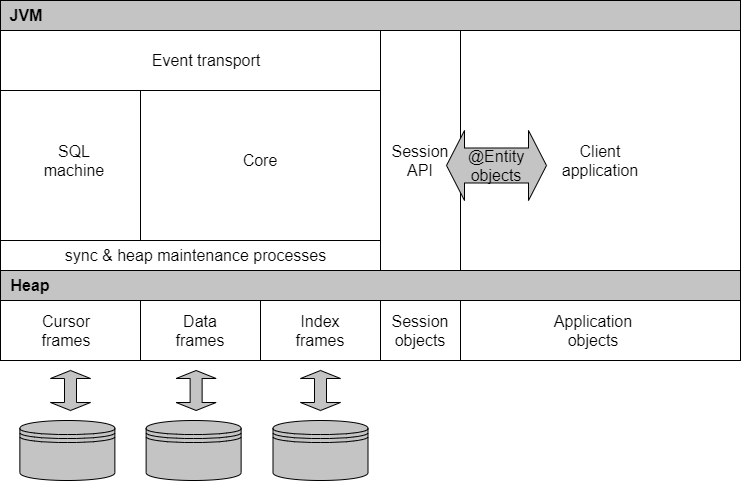 JVM
Event transport
SQL
machine
Core
Session
API
@Entity
objects
Client
application
sync & heap maintenance processes
Heap
Cursor
frames
Data
frames
Index
frames
Session
objects
Application
objects